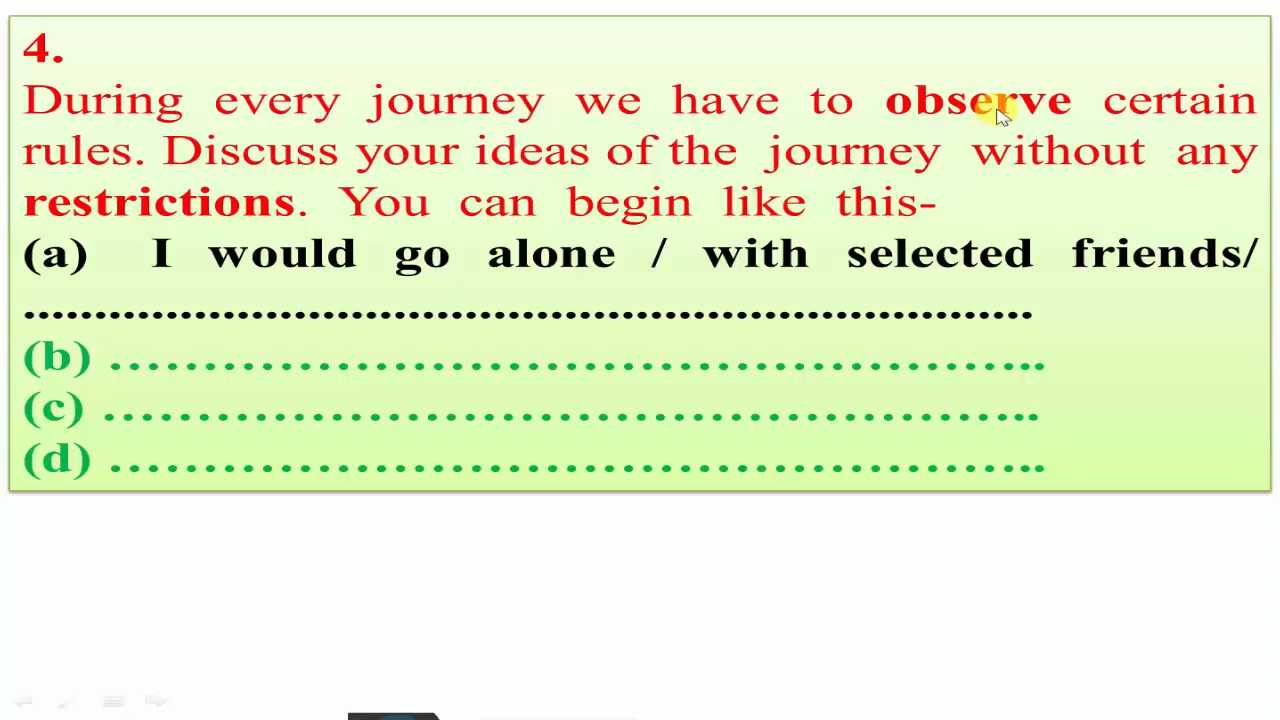 4.
During every journey we have to observe certain
rules. Discuss your ideas of the journey without any
restrictions. You can begin like this-
(a) I would go alone / with selected friends/
........................................................................
(b) ……………………………………………..
(c) ……………………………………………..
(d) ……………………………………………..